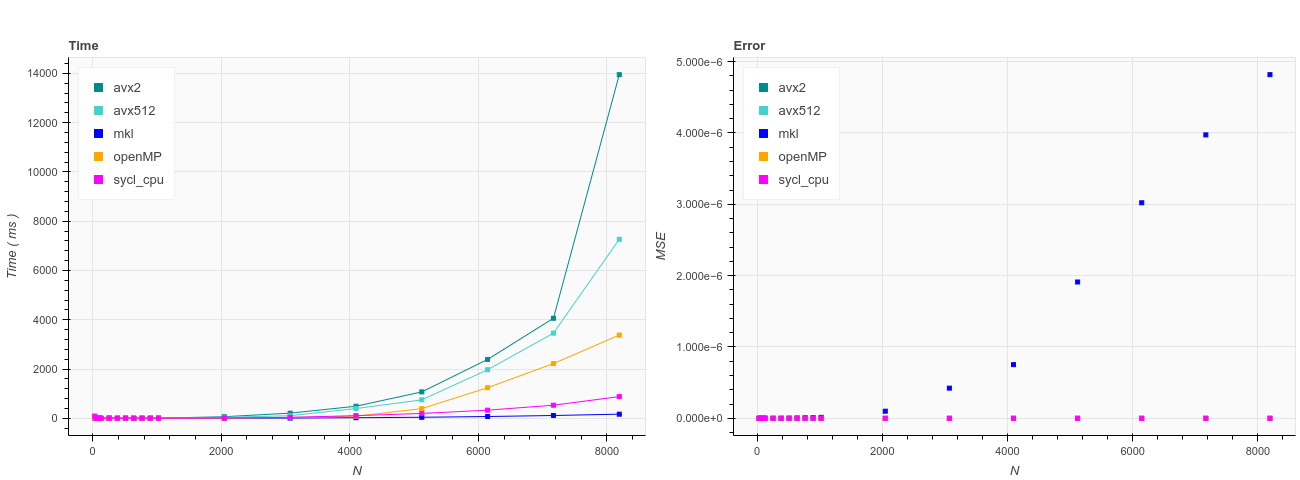 Time
14000
12000
10000
8000
6000
4000
2000
0
Time ( ms )
avx2
avx512
mkl
openMP
sycl_cpu
0 2000 4000 6000 8000
N
Error
5.000e−6
4.000e−6
3.000e−6
2.000e−6
1.000e−6
0.000e+0
MSE
avx2
avx512
mkl
openMP
sycl_cpu
0 2000 4000 6000 8000
N